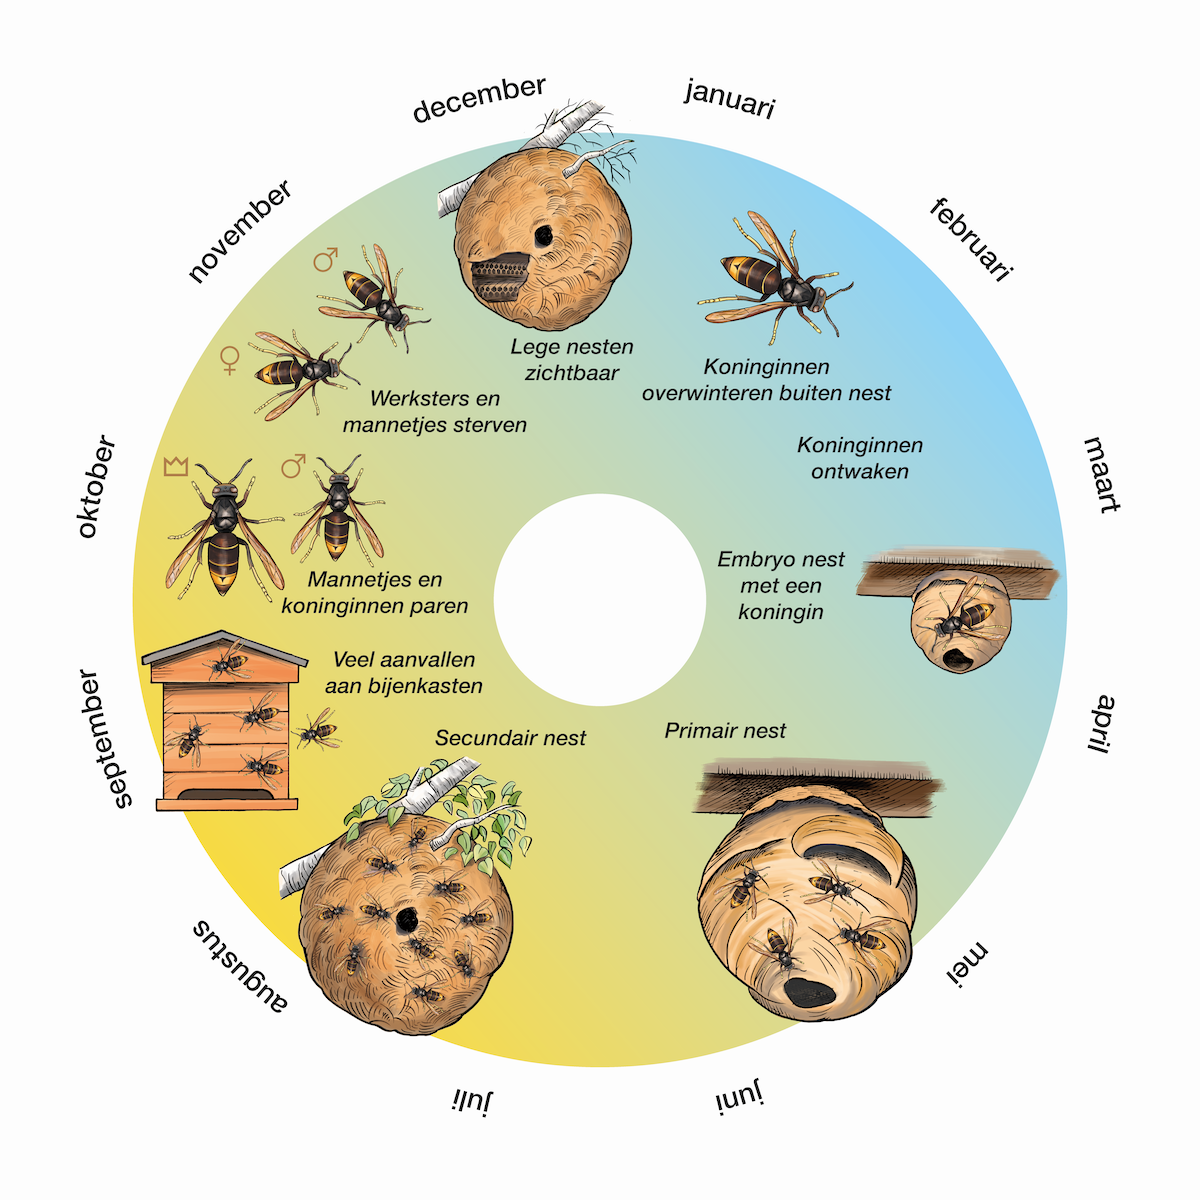 januari
februari
maart
april
mei
juni
juli
augustus
september
oktober
november
december
Koninginnen
overwinteren buiten nest
Koninginnen
ontwaken
Embryo nest
met een
koningin
Primair nest
Secundair nest
Veel aanvallen
aan bijenkasten
Mannetjes en
koninginnen paren
Werksters en
mannetjes sterven
Lege nesten
zichtbaar